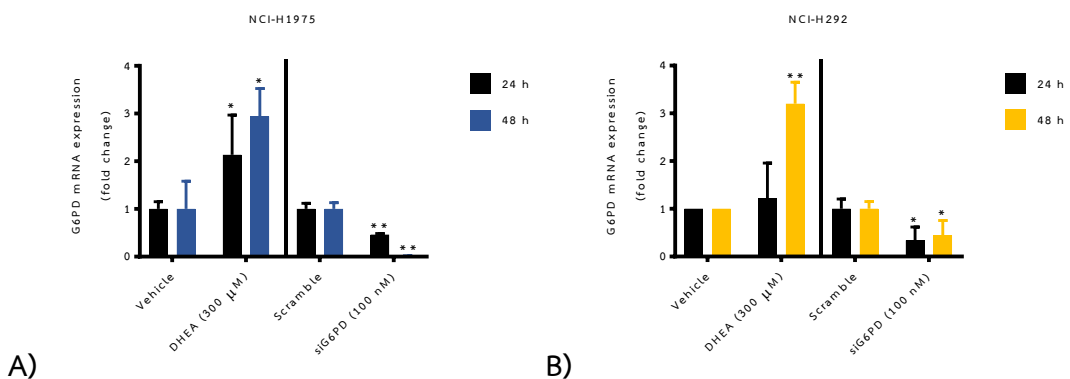 NCI-H1975
G6PD mRNA expression
(fold change)
4
3
2
1
0
*
*
**
**
Vehicle
DHEA (300 μM)
Scramble
siG6PD (100 nM)
24 h
48 h
A)
NCI-H292
G6PD mRNA expression
(fold change)
4
3
2
1
0
**
*
*
Vehicle
DHEA (300 μM)
Scramble
siG6PD (100 nM)
24 h
48 h
B)